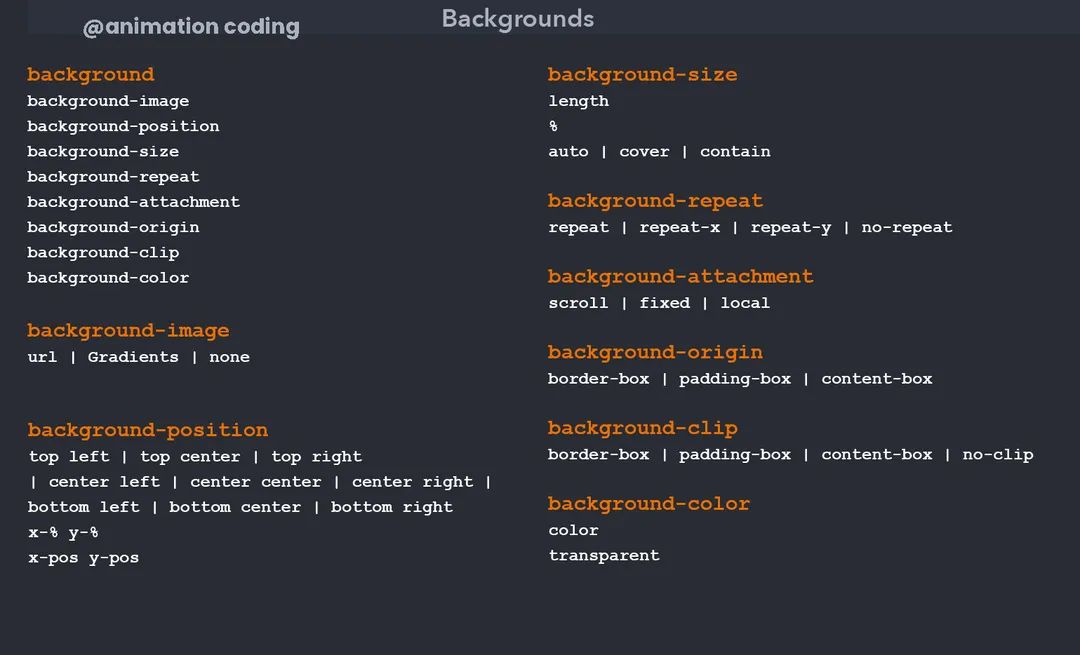 @animation coding
Backgrounds
background
background-image
background-position
background-size
background-repeat
background-attachment
background-origin
background-clip
background-color
background-image
url | Gradients | none
background-position
top left | top center | top right
| center left | center center | center right |
bottom left | bottom center | bottom right
x-% y-%
x-pos y-pos
background-size
length
%
auto | cover | contain
background-repeat
repeat | repeat-x | repeat-y | no-repeat
background-attachment
scroll | fixed | local
background-origin
border-box | padding-box | content-box
background-clip
border-box | padding-box | content-box | no-clip
background-color
color
transparent